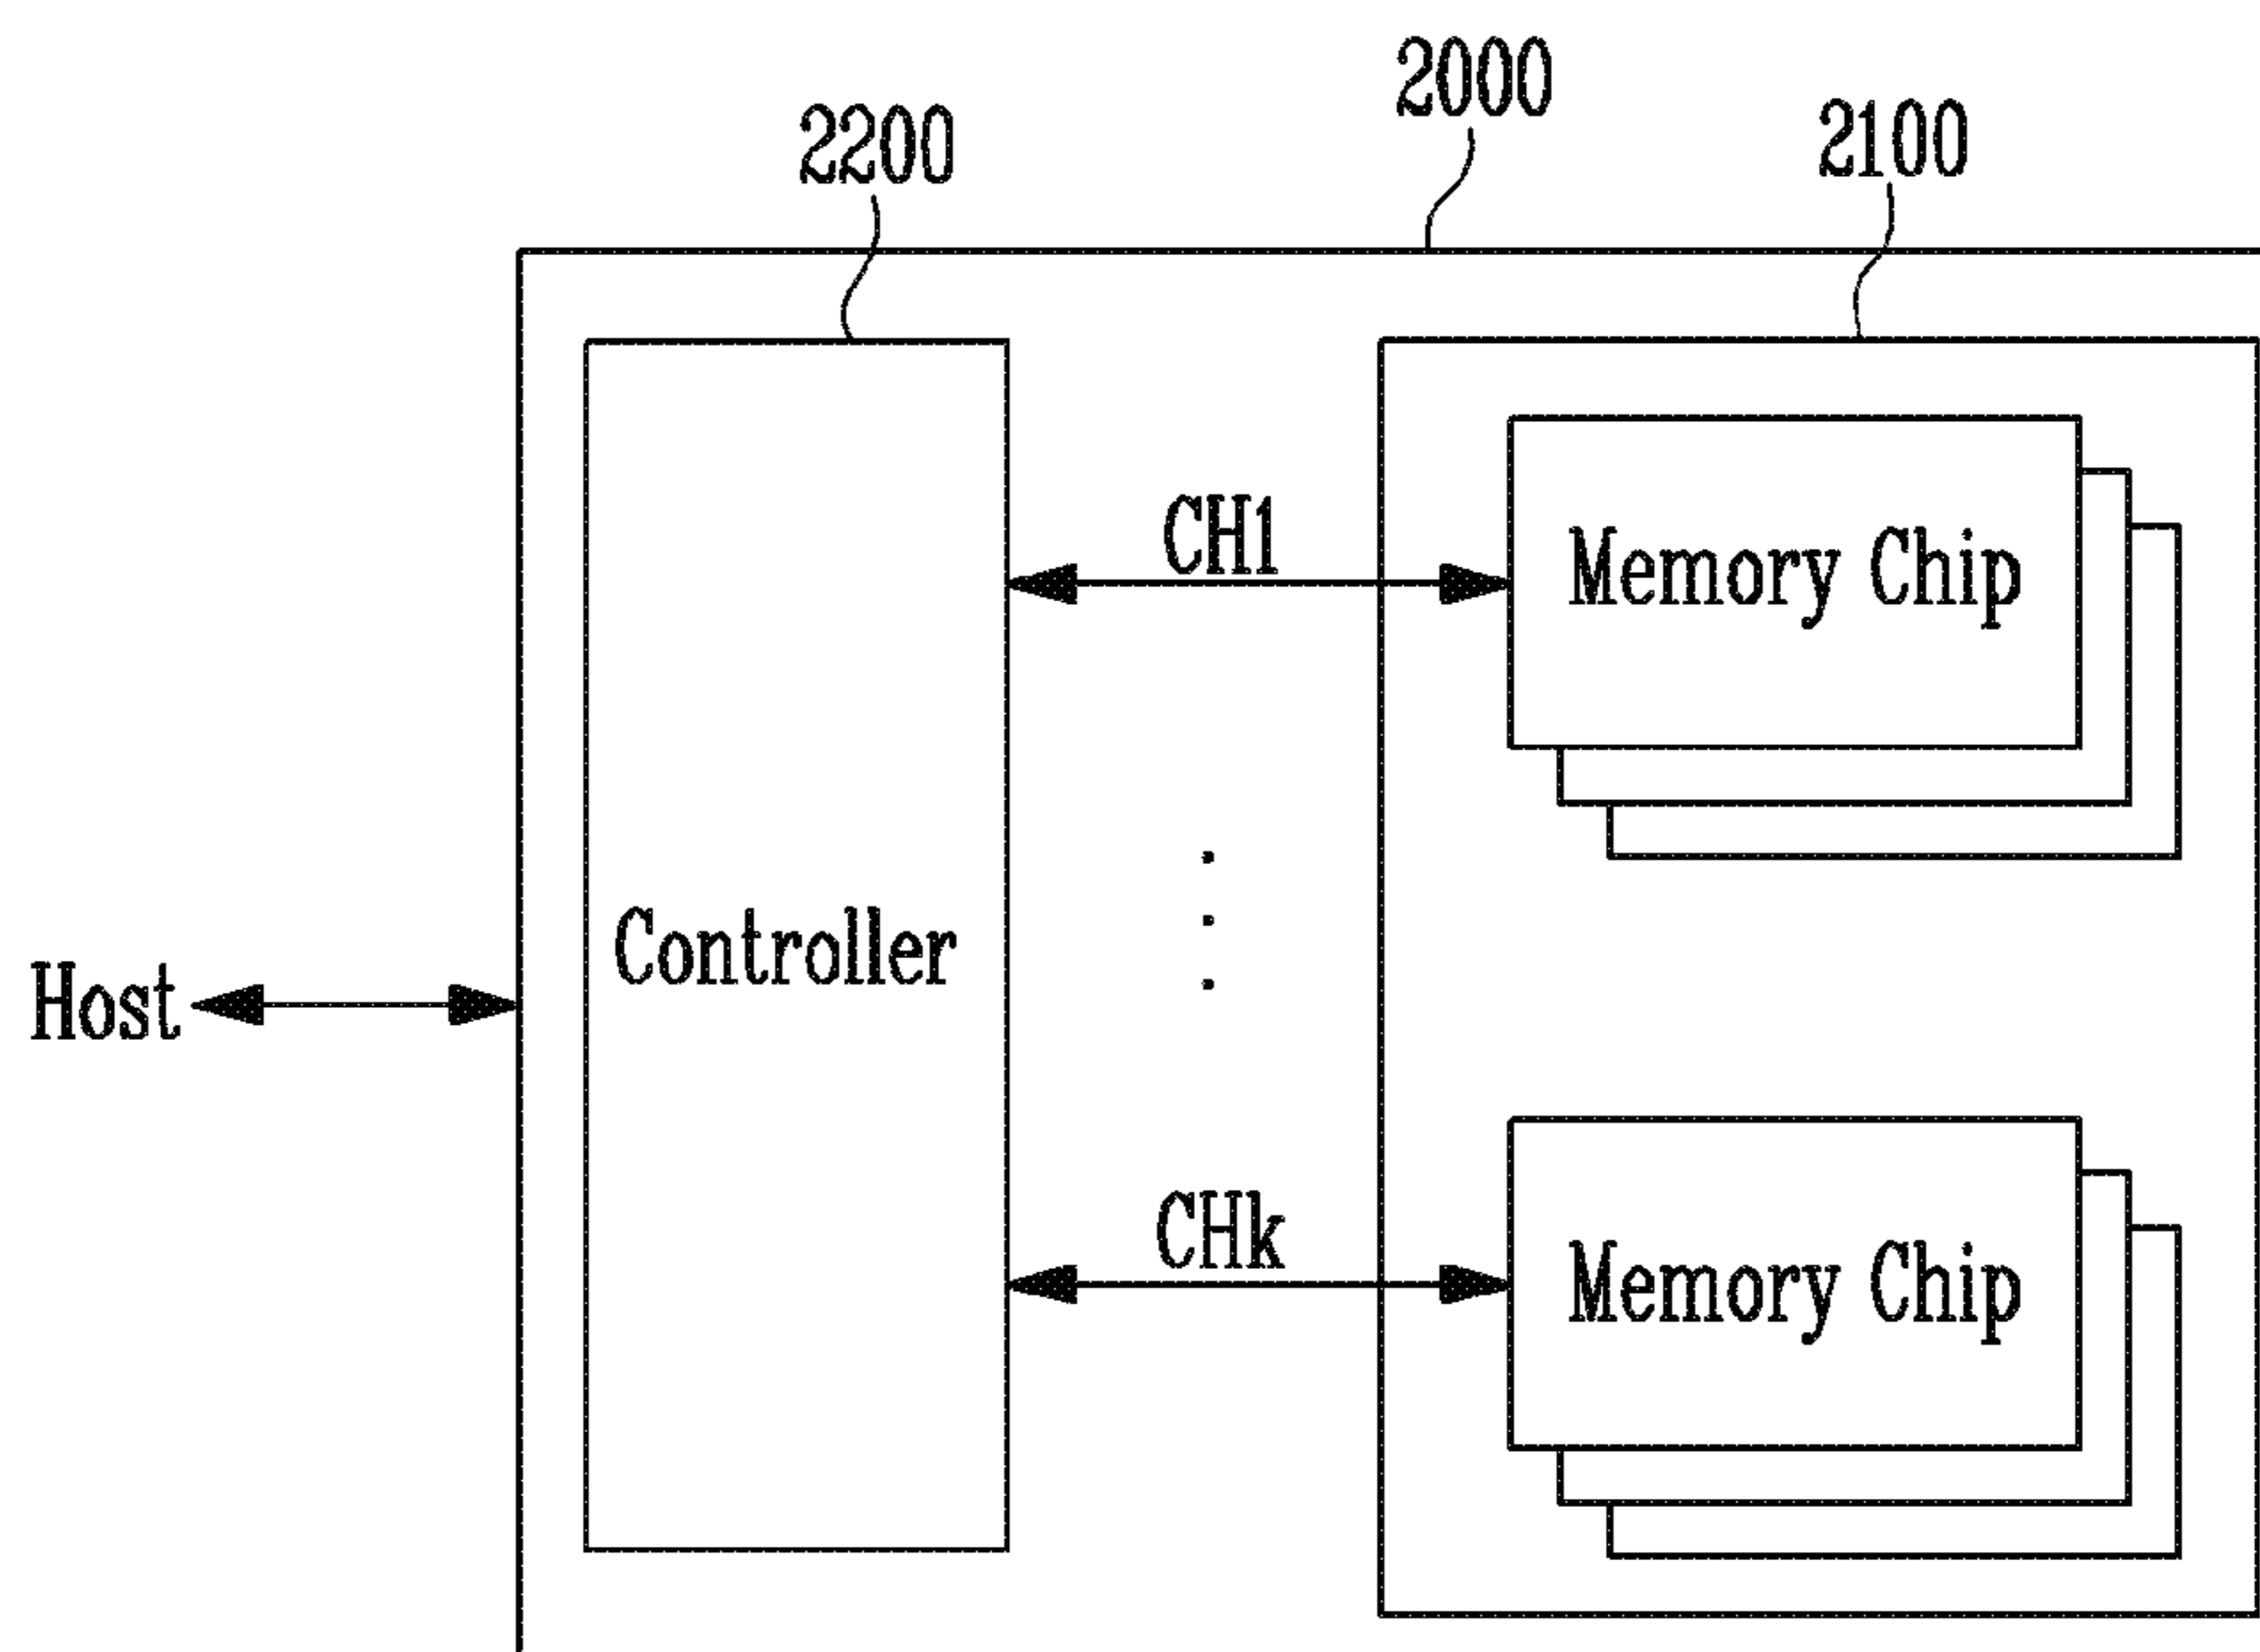 2000
2200
2100
CH1
Memory Chip
Controller
Host
CHk
Memory Chip